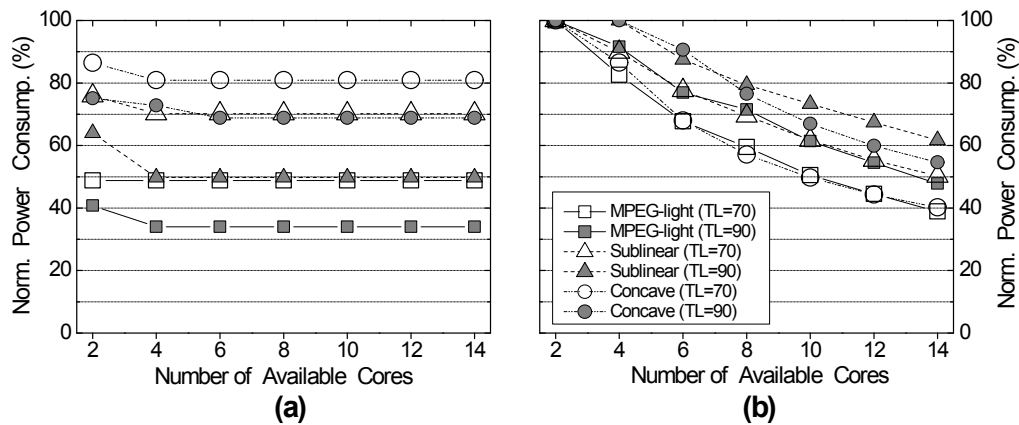 100
80
60
40
20
0
Norm. Power Consump. (%)
2 4 6 8 10 12 14
Number of Available Cores
(a)
MPEG-light (TL=70)
MPEG-light (TL=90)
Sublinear (TL=70)
Sublinear (TL=90)
Concave (TL=70)
Concave (TL=90)
2 4 6 8 10 12 14
Number of Available Cores
(b)
100
80
60
40
20
0
Norm. Power Consump. (%)